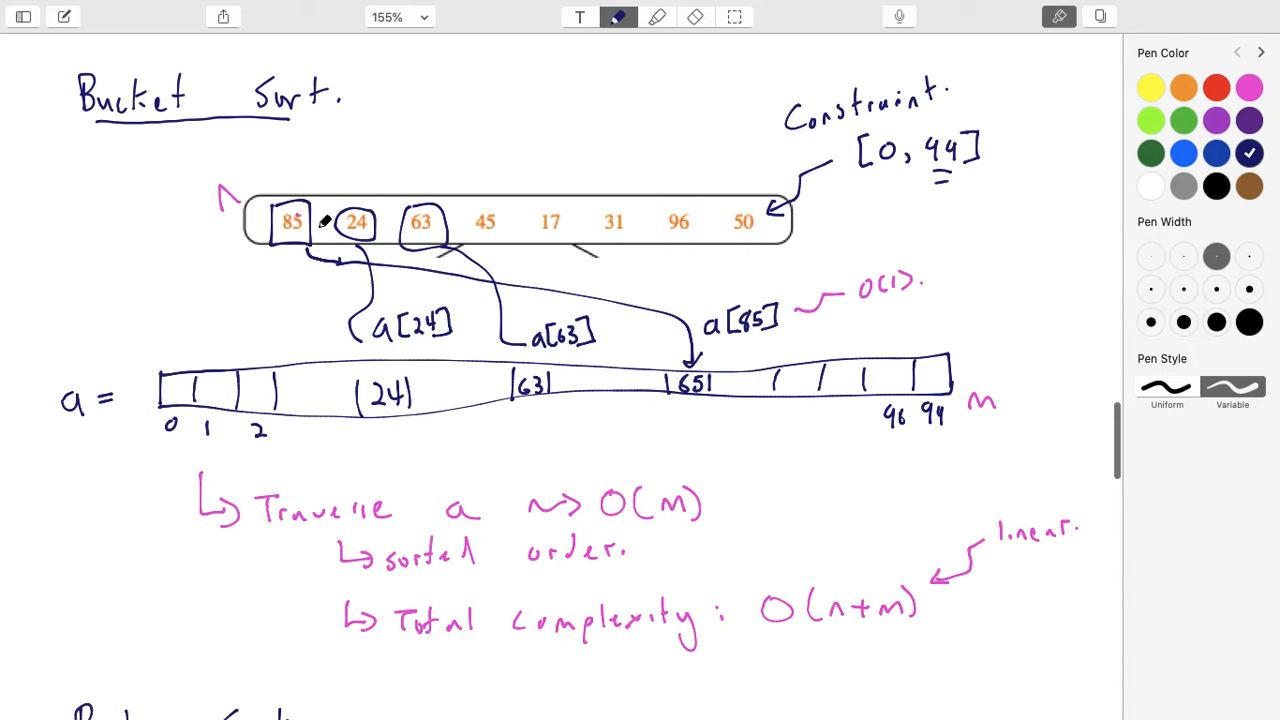 155%
T
Bucket Sort.
Constraint.
[0, 99]
n
85 24 63 45 17 31 96 50
O(1).
a[24] a[63] a[85]
a = 24 63 85 m
0 1 2 98 99
Traverse a O(m)
sorted order.
linear.
Total complexity: O(n+m)
Pen Color
Pen Width
Pen Style
Uniform Variable